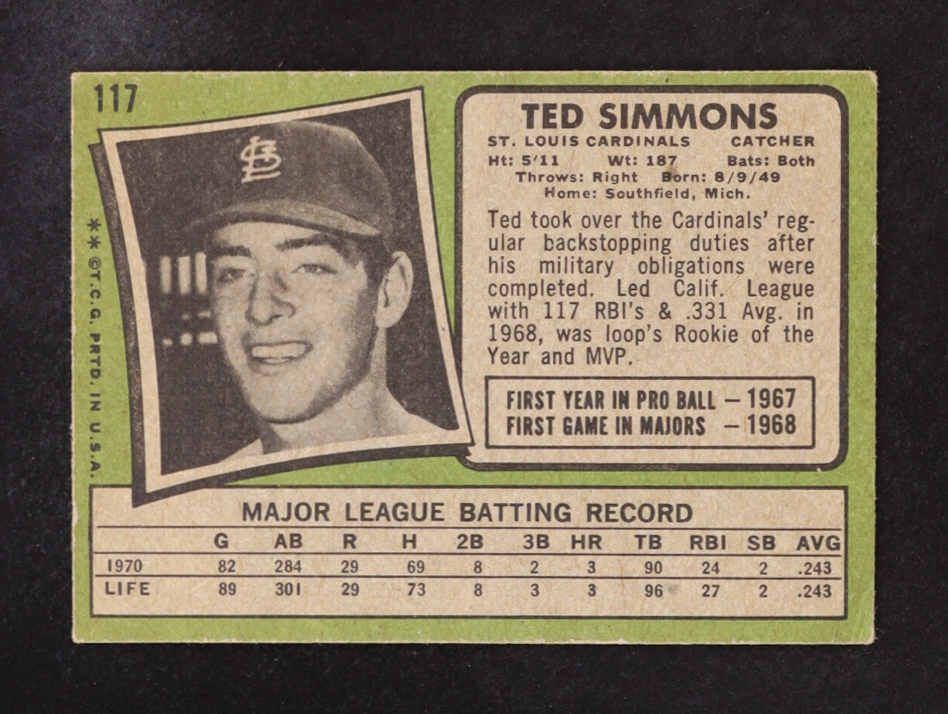 117
TED SIMMONS
ST. LOUIS CARDINALS CATCHER
Ht: 5'11 Wt: 187 Bats: Both
Throws: Right Born: 8/9/49
Home: Southfield, Mich.
Ted took over the Cardinals' reg-
ular backstopping duties after
his military obligations were
completed. Led Calif. League
with 117 RBI's & .331 Avg. in
1968, was loop's Rookie of the
Year and MVP.
FIRST YEAR IN PRO BALL — 1967
FIRST GAME IN MAJORS — 1968
** ©T.C.G. PRTD. IN U.S.A.
StL
MAJOR LEAGUE BATTING RECORD
G AB R H 2B 3B HR TB RBI SB AVG
1970 82 284 29 69 8 2 3 90 24 2 .243
LIFE 89 301 29 73 8 3 3 96 27 2 .243